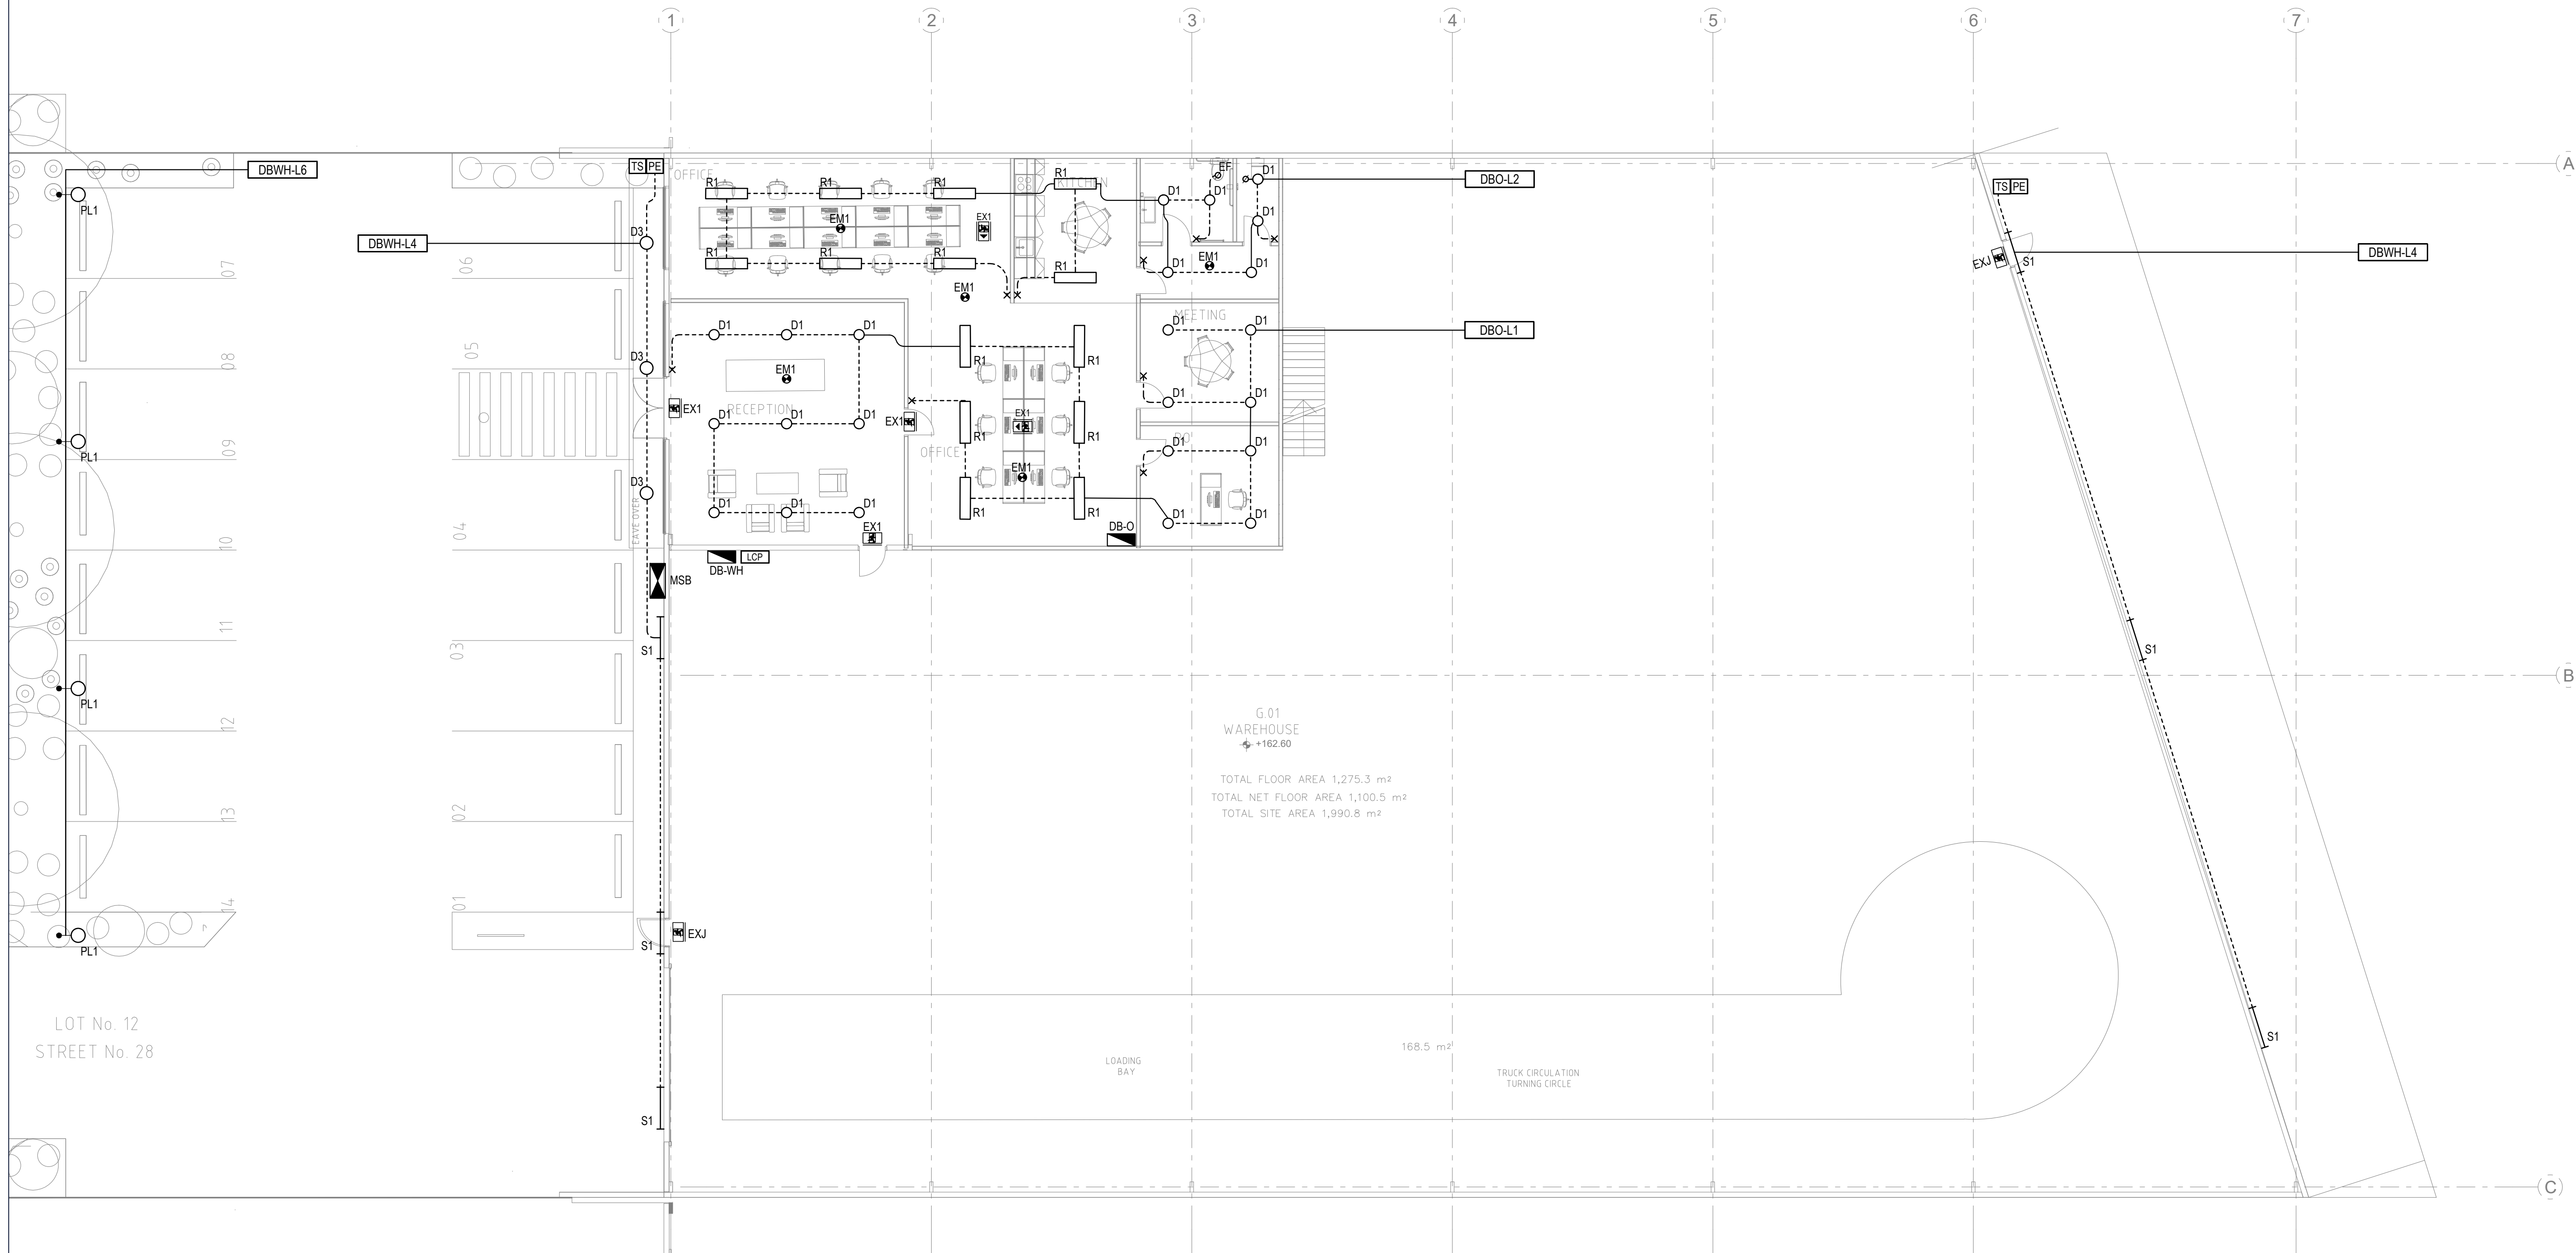 1 2 3 4 5 6 7
A
DBWH-L6
TS PE
OFFICE
R1 R1 R1
R1
KITCHEN
EF
D1 D1 D1
DBO-L2
TS PE
PL1
DBWH-L4
D3
EM1
EX1
D1
DBWH-L4
07
06
R1 R1 R1
R1
EM1
D1 D1
EXJ
S1
EM1
MEETING
08
05
D3
D1 D1 D1
R1 R1
D1 D1
DBO-L1
EM1
EX1
RECEPTION
D1 D1 D1
EX1
EX1
R1 R1
D1 D1
09
PL1
OFFICE
D1 D1
EM1
D3
EAVE OVER
10
04
D1 D1 D1
R1 R1
D1 D1
EX1
DB-O
DB-WH
LCP
MSB
11
03
S1
S1
B
PL1
12
G.01
WAREHOUSE
+162.60
TOTAL FLOOR AREA 1,275.3 m²
TOTAL NET FLOOR AREA 1,100.5 m²
TOTAL SITE AREA 1,990.8 m²
13
02
14
01
PL1
S1
EXJ
LOT No. 12
STREET No. 28
LOADING
BAY
168.5 m²
TRUCK CIRCULATION
TURNING CIRCLE
S1
S1
C